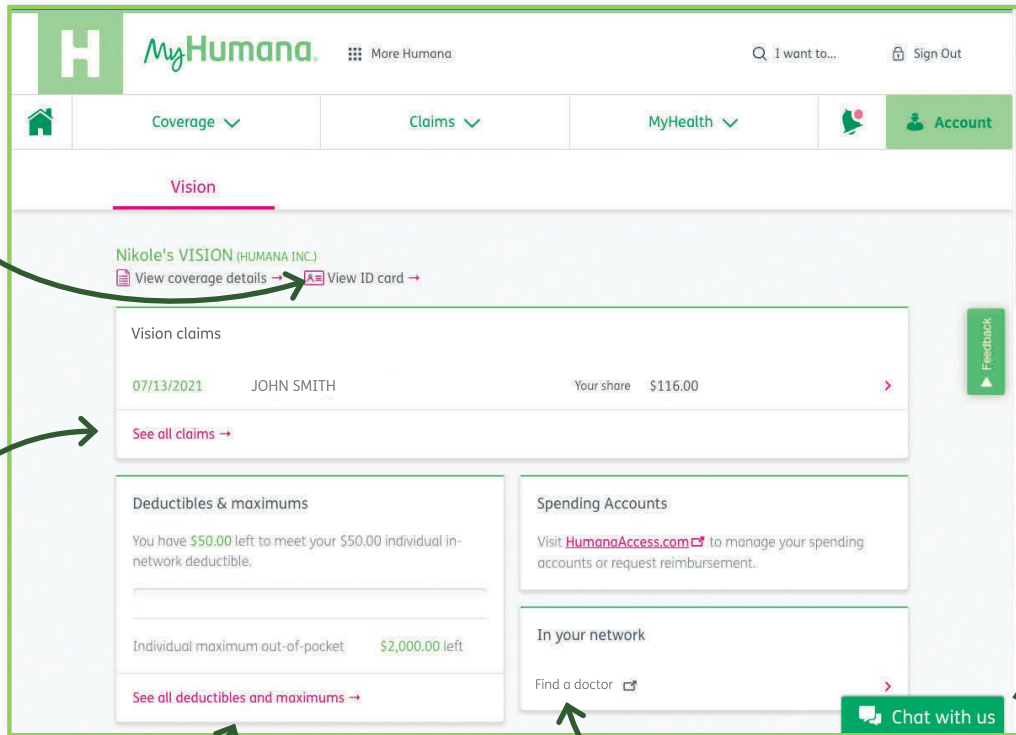 H MyHumana. More Humana I want to... Sign Out
Coverage Claims MyHealth Account
Vision
Nikole's VISION (HUMANA INC.)
View coverage details → View ID card →
Vision claims
07/13/2021 JOHN SMITH Your share $116.00
See all claims →
Feedback
Deductibles & maximums
You have $50.00 left to meet your $50.00 individual in-
network deductible.
Individual maximum out-of-pocket $2,000.00 left
See all deductibles and maximums →
Spending Accounts
Visit HumanaAccess.com to manage your spending
accounts or request reimbursement.
In your network
Find a doctor
Chat with us